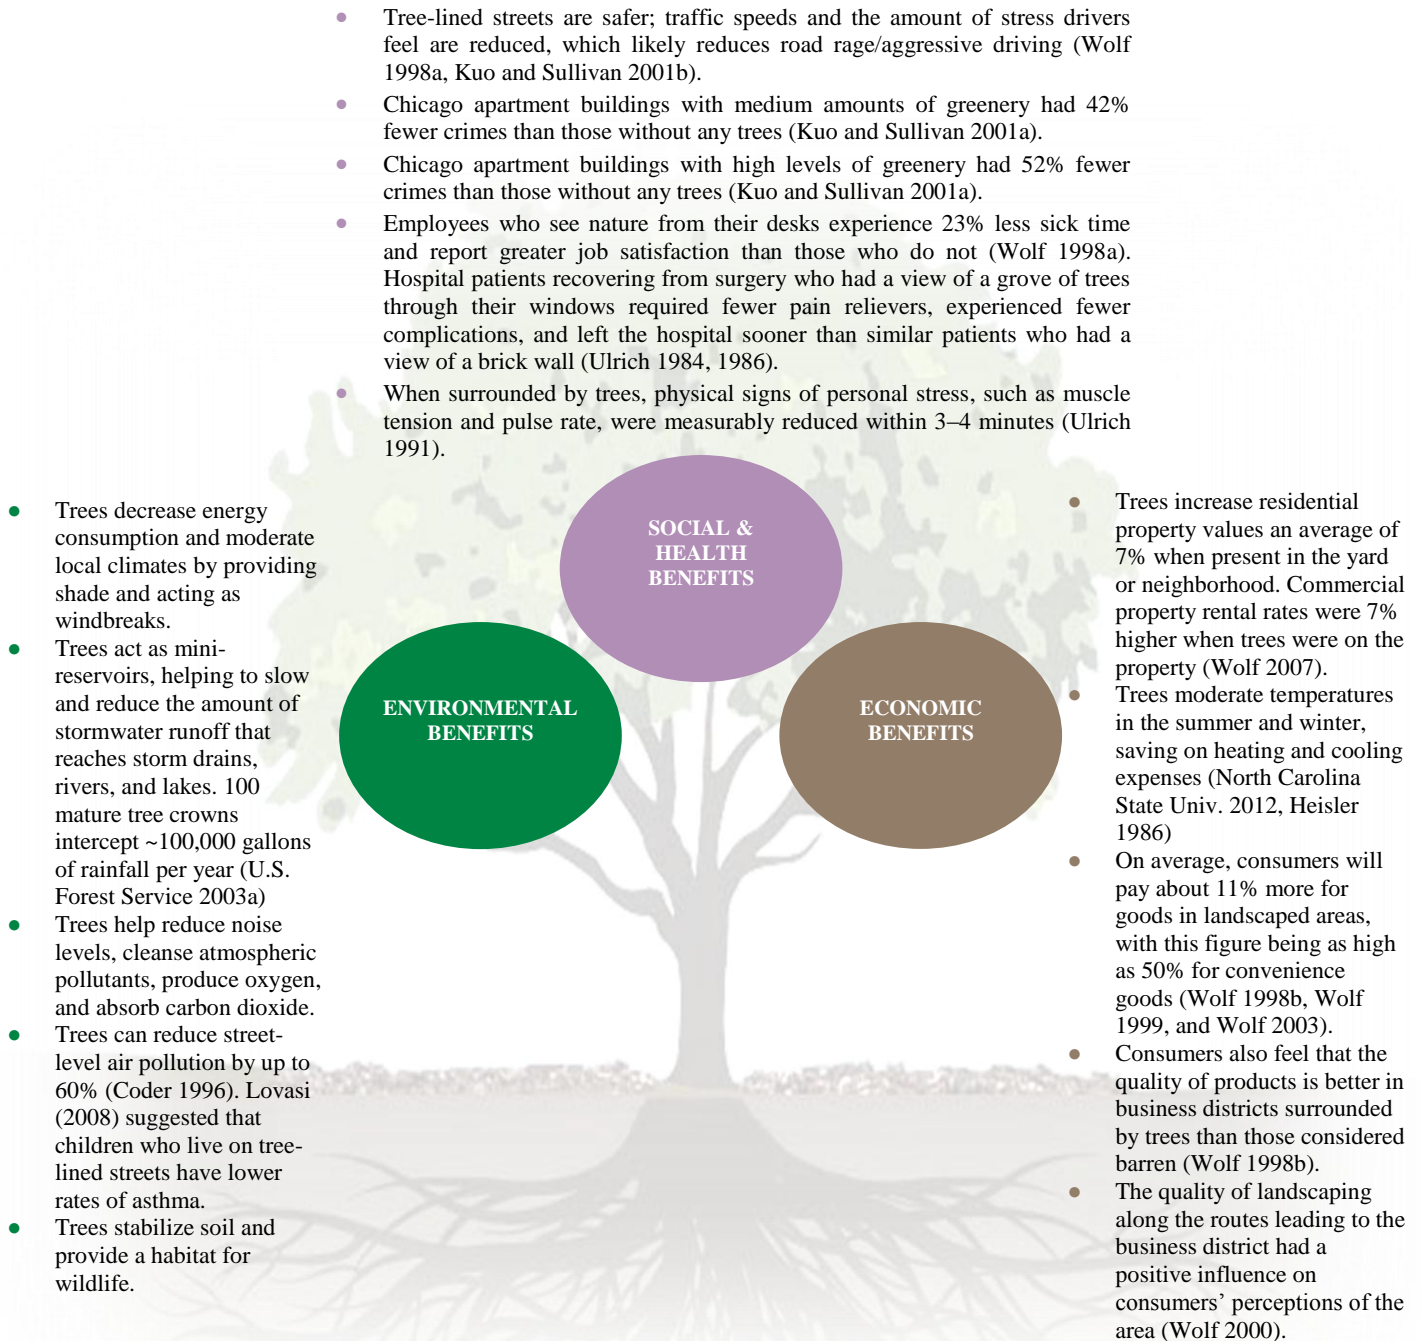 ● Tree-lined streets are safer; traffic speeds and the amount of stress drivers
feel are reduced, which likely reduces road rage/aggressive driving (Wolf
1998a, Kuo and Sullivan 2001b).
● Chicago apartment buildings with medium amounts of greenery had 42%
fewer crimes than those without any trees (Kuo and Sullivan 2001a).
● Chicago apartment buildings with high levels of greenery had 52% fewer
crimes than those without any trees (Kuo and Sullivan 2001a).
● Employees who see nature from their desks experience 23% less sick time
and report greater job satisfaction than those who do not (Wolf 1998a).
Hospital patients recovering from surgery who had a view of a grove of trees
through their windows required fewer pain relievers, experienced fewer
complications, and left the hospital sooner than similar patients who had a
view of a brick wall (Ulrich 1984, 1986).
● When surrounded by trees, physical signs of personal stress, such as muscle
tension and pulse rate, were measurably reduced within 3–4 minutes (Ulrich
1991).
SOCIAL &
HEALTH
BENEFITS
ENVIRONMENTAL
BENEFITS
ECONOMIC
BENEFITS
● Trees decrease energy
consumption and moderate
local climates by providing
shade and acting as
windbreaks.
● Trees act as mini-
reservoirs, helping to slow
and reduce the amount of
stormwater runoff that
reaches storm drains,
rivers, and lakes. 100
mature tree crowns
intercept ~100,000 gallons
of rainfall per year (U.S.
Forest Service 2003a)
● Trees help reduce noise
levels, cleanse atmospheric
pollutants, produce oxygen,
and absorb carbon dioxide.
● Trees can reduce street-
level air pollution by up to
60% (Coder 1996). Lovasi
(2008) suggested that
children who live on tree-
lined streets have lower
rates of asthma.
● Trees stabilize soil and
provide a habitat for
wildlife.
● Trees increase residential
property values an average of
7% when present in the yard
or neighborhood. Commercial
property rental rates were 7%
higher when trees were on the
property (Wolf 2007).
● Trees moderate temperatures
in the summer and winter,
saving on heating and cooling
expenses (North Carolina
State Univ. 2012, Heisler
1986)
● On average, consumers will
pay about 11% more for
goods in landscaped areas,
with this figure being as high
as 50% for convenience
goods (Wolf 1998b, Wolf
1999, and Wolf 2003).
● Consumers also feel that the
quality of products is better in
business districts surrounded
by trees than those considered
barren (Wolf 1998b).
● The quality of landscaping
along the routes leading to the
business district had a
positive influence on
consumers’ perceptions of the
area (Wolf 2000).